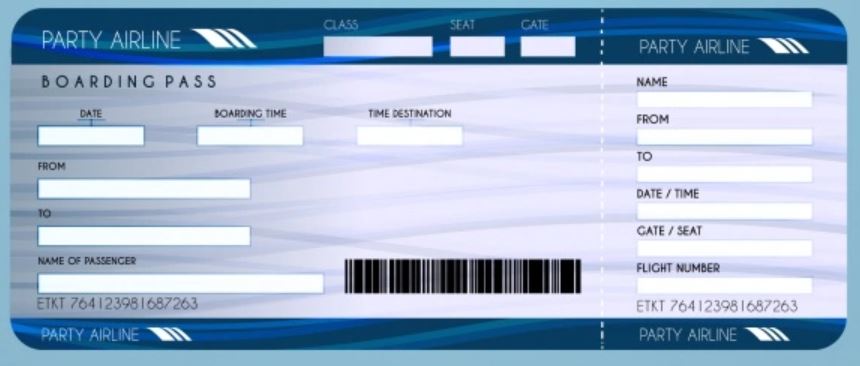 PARTY AIRLINE
CLASS SEAT GATE
BOARDING PASS
DATE BOARDING TIME TIME DESTINATION
FROM
TO
NAME OF PASSENGER
ETKT 764123981687263
PARTY AIRLINE
PARTY AIRLINE
NAME
FROM
TO
DATE / TIME
GATE / SEAT
FLIGHT NUMBER
ETKT 764123981687263
PARTY AIRLINE